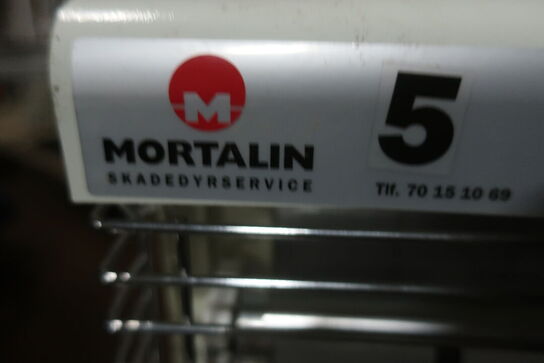 M
MORTALIN
SKADEDYRSERVICE
5
Tlf. 70 15 10 69